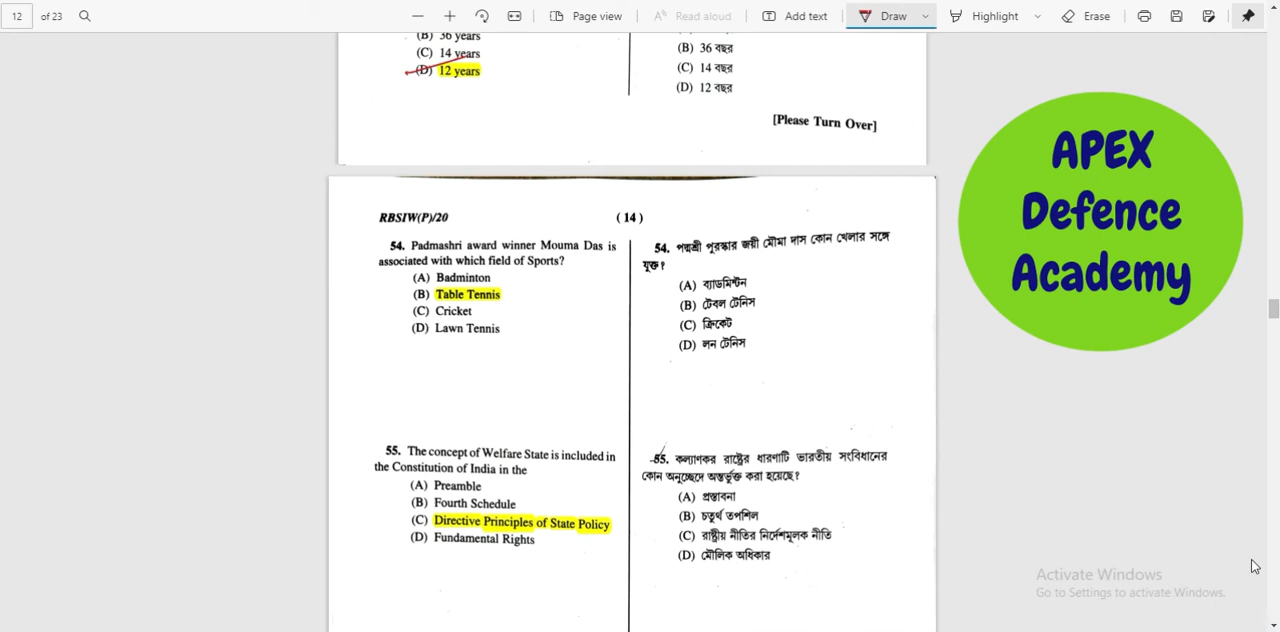 12 of 23
Page view
Read aloud
Add text
Draw
Highlight
Erase
(B) 36 years
(C) 14 years
(D) 12 years
(B) 36 বছর
(C) 14 বছর
(D) 12 বছর
[Please Turn Over]
RBSIW(P)/20
( 14 )
54. Padmashri award winner Mouma Das is
associated with which field of Sports?
(A) Badminton
(B) Table Tennis
(C) Cricket
(D) Lawn Tennis
54. পদ্মশ্রী পুরস্কার জয়ী মৌমা দাস কোন খেলার সঙ্গে
যুক্ত?
(A) ব্যাডমিন্টন
(B) টেবল টেনিস
(C) ক্রিকেট
(D) লন টেনিস
55. The concept of Welfare State is included in
the Constitution of India in the
(A) Preamble
(B) Fourth Schedule
(C) Directive Principles of State Policy
(D) Fundamental Rights
55. কল্যাণকর রাষ্ট্রের ধারণাটি ভারতীয় সংবিধানের
কোন অনুচ্ছেদে অন্তর্ভুক্ত করা হয়েছে?
(A) প্রস্তাবনা
(B) চতুর্থ তপশিল
(C) রাষ্ট্রীয় নীতির নির্দেশমূলক নীতি
(D) মৌলিক অধিকার
APEX
Defence
Academy
Activate Windows
Go to Settings to activate Windows.